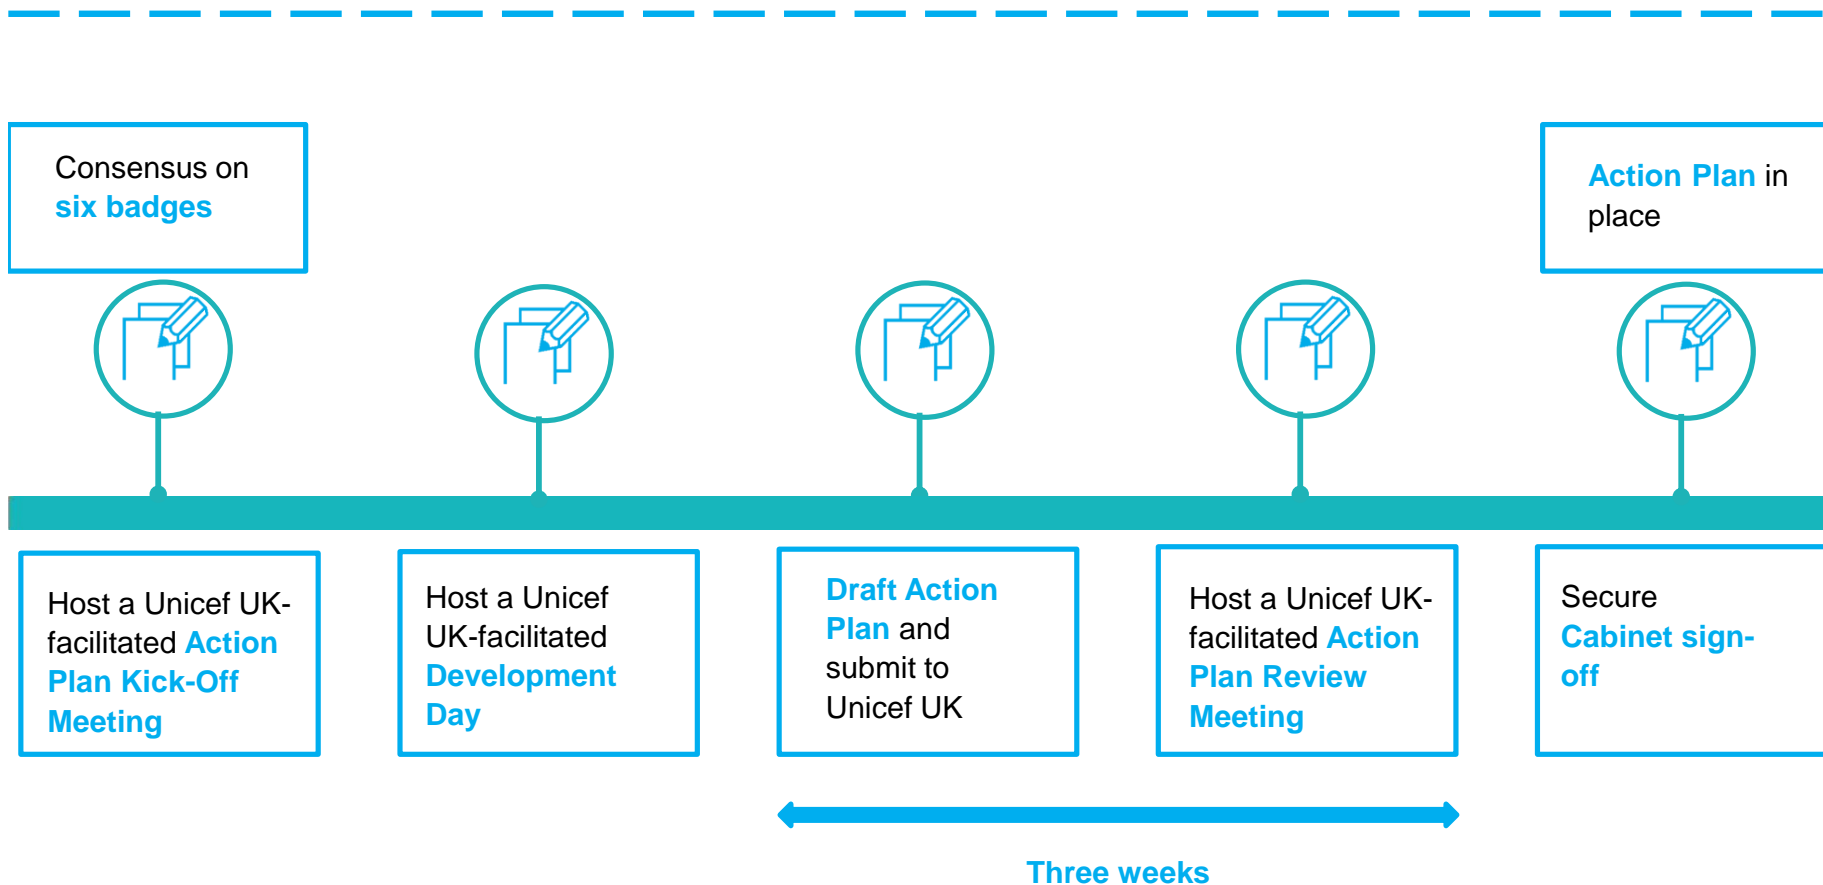 Consensus on
six badges
Action Plan in
place
Host a Unicef UK-
facilitated Action
Plan Kick-Off
Meeting
Host a Unicef
UK-facilitated
Development
Day
Draft Action
Plan and
submit to
Unicef UK
Host a Unicef UK-
facilitated Action
Plan Review
Meeting
Secure
Cabinet sign-
off
Three weeks